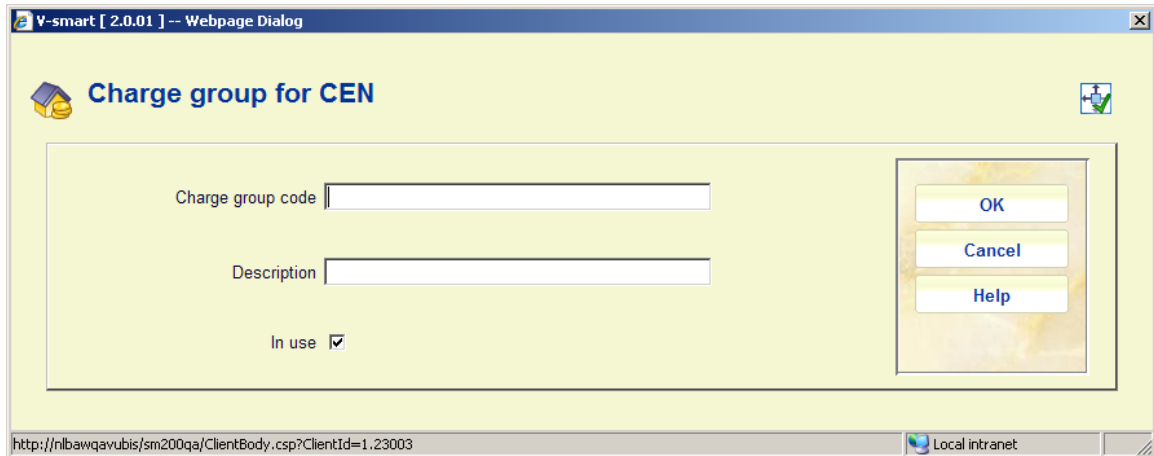 V-smart [ 2.0.01 ] -- Webpage Dialog
Charge group for CEN
Charge group code
OK
Cancel
Description
Help
In use
http://nlbawqavubis/sm200qa/ClientBody.csp?ClientId=1.23003
Local intranet